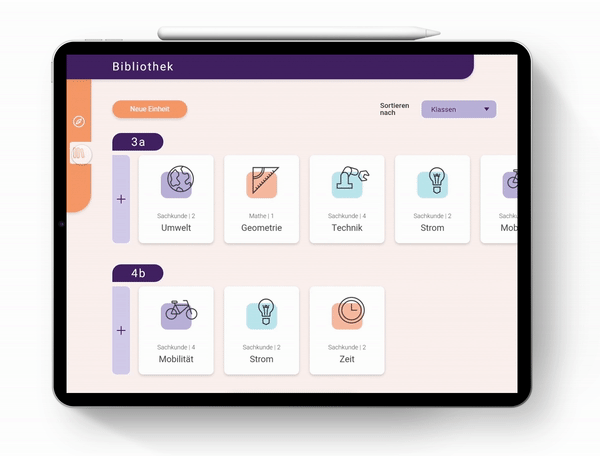 Bibliothek
Neue Einheit
Sortieren
nach
Klassen
3a
Sachkunde | 2
Umwelt
Mathe | 1
Geometrie
Sachkunde | 4
Technik
Sachkunde | 2
Strom
Mob
4b
Sachkunde | 4
Mobilität
Sachkunde | 2
Strom
Sachkunde | 2
Zeit